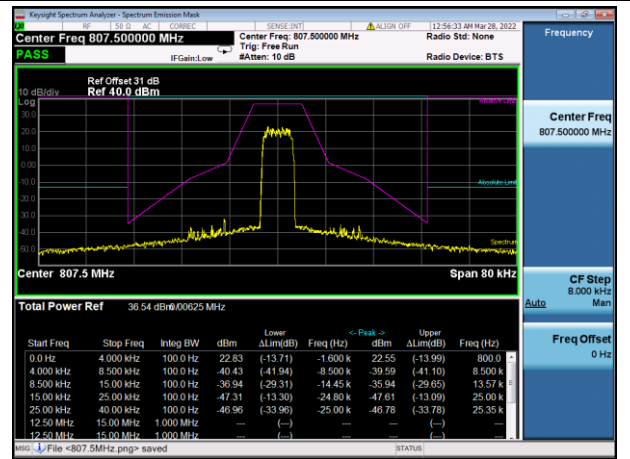 Keysight Spectrum Analyzer - Spectrum Emission Mask
RF 50 Ω AC CORREC SENSE:INT ALIGN OFF 12:56:33 AM Mar 28, 2022
Center Freq 807.500000 MHz Center Freq: 807.500000 MHz Radio Std: None
Trig: Free Run
PASS IFGain:Low #Atten: 10 dB Radio Device: BTS
Frequency
Ref Offset 31 dB
10 dB/div Ref 40.0 dBm
Log
Relative Limit
30.0
20.0
10.0
0.00
-10.0
Absolute Limit
-20.0
-30.0
-40.0
-50.0
Spectrum
Center 807.5 MHz Span 80 kHz
Center Freq
807.500000 MHz
CF Step
8.000 kHz
Auto Man
Freq Offset
0 Hz
Total Power Ref 36.54 dBm/0.00625 MHz
Lower <- Peak -> Upper
Start Freq Stop Freq Integ BW dBm ΔLim(dB) Freq (Hz) dBm ΔLim(dB) Freq (Hz)
0.0 Hz 4.000 kHz 100.0 Hz 22.83 (-13.71) -1.600 k 22.55 (-13.99) 800.0
4.000 kHz 8.500 kHz 100.0 Hz -40.43 (-41.94) -8.500 k -39.59 (-41.10) 8.500 k
8.500 kHz 15.00 kHz 100.0 Hz -36.94 (-29.31) -14.45 k -35.94 (-29.65) 13.57 k
15.00 kHz 25.00 kHz 100.0 Hz -47.31 (-13.30) -24.80 k -47.61 (-13.09) 25.00 k
25.00 kHz 40.00 kHz 100.0 Hz -46.96 (-33.96) -25.00 k -46.78 (-33.78) 25.35 k
12.50 MHz 15.00 MHz 1.000 MHz --- (---) --- --- (---) ---
12.50 MHz 15.00 MHz 1.000 MHz --- (---) --- --- (---) ---
MSG File <807.5MHz.png> saved STATUS